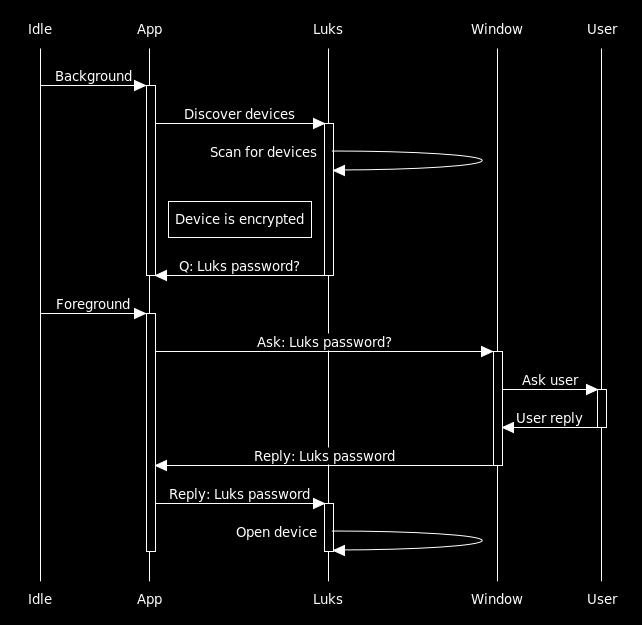 Idle
App
Luks
Window
User
Background
Discover devices
Scan for devices
Device is encrypted
Q: Luks password?
Foreground
Ask: Luks password?
Ask user
User reply
Reply: Luks password
Reply: Luks password
Open device
Idle
App
Luks
Window
User